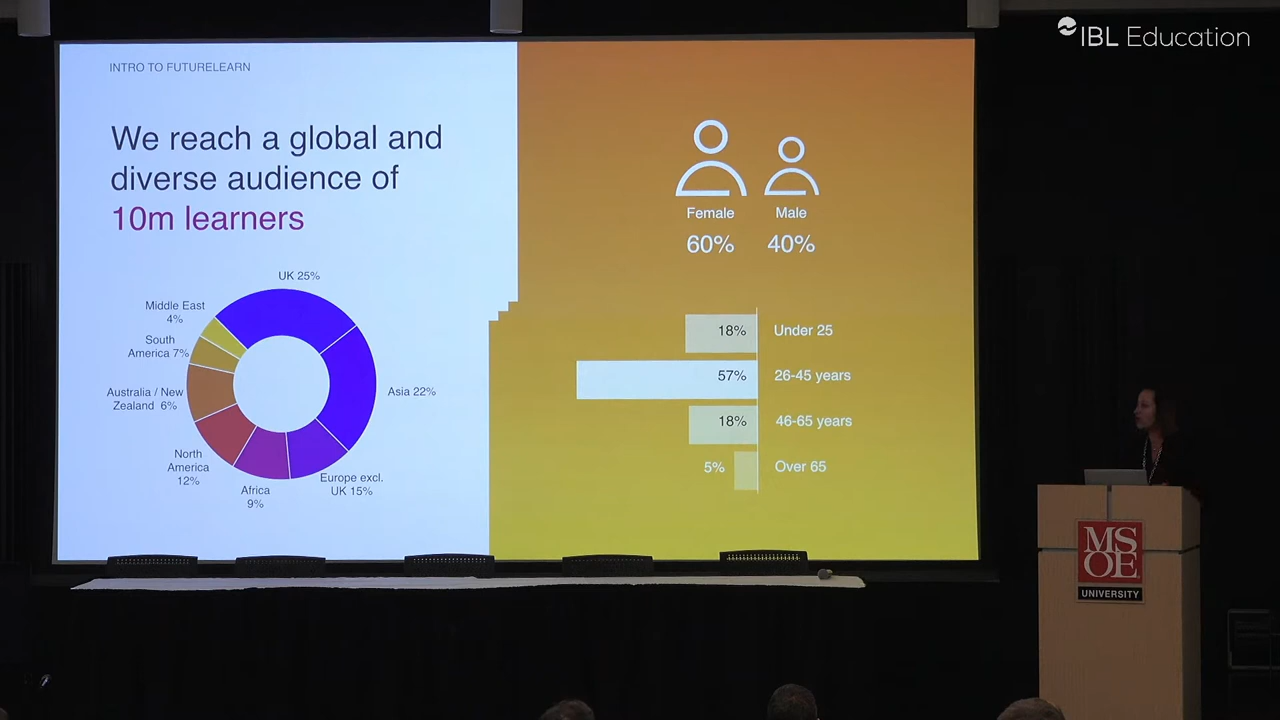 IBL Education
INTRO TO FUTURELEARN
We reach a global and
diverse audience of
10m learners
UK 25%
Middle East
4%
South
America 7%
Asia 22%
Australia / New
Zealand 6%
North
America
12%
Africa
9%
Europe excl.
UK 15%
Female
Male
60%
40%
18%
Under 25
57%
26-45 years
18%
46-65 years
5%
Over 65
MS
OE
UNIVERSITY